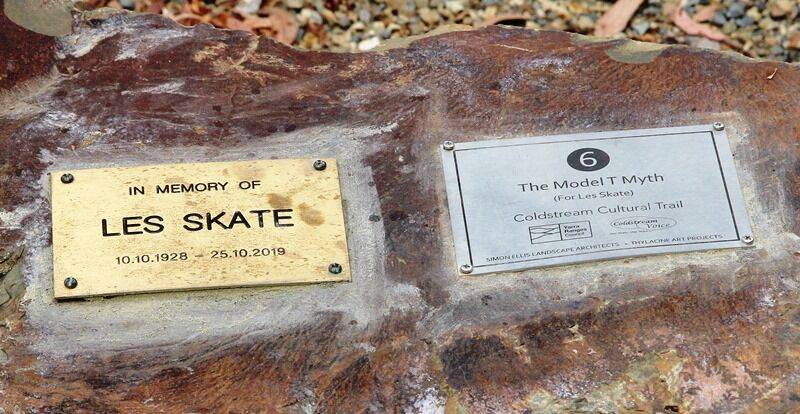 IN MEMORY OF
LES SKATE
10.10.1928 - 25.10.2019
6
The Model T Myth
(For Les Skate)
Coldstream Cultural Trail
Yarra
Ranges
Council
Coldstream
Voice
SIMON ELLIS LANDSCAPE ARCHITECTS - THYLACINE ART PROJECTS